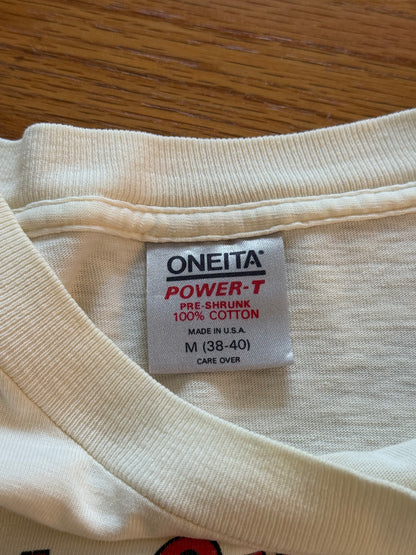 ONEITA®
POWER-T
PRE-SHRUNK
100% COTTON
MADE IN U.S.A.
M (38-40)
CARE OVER